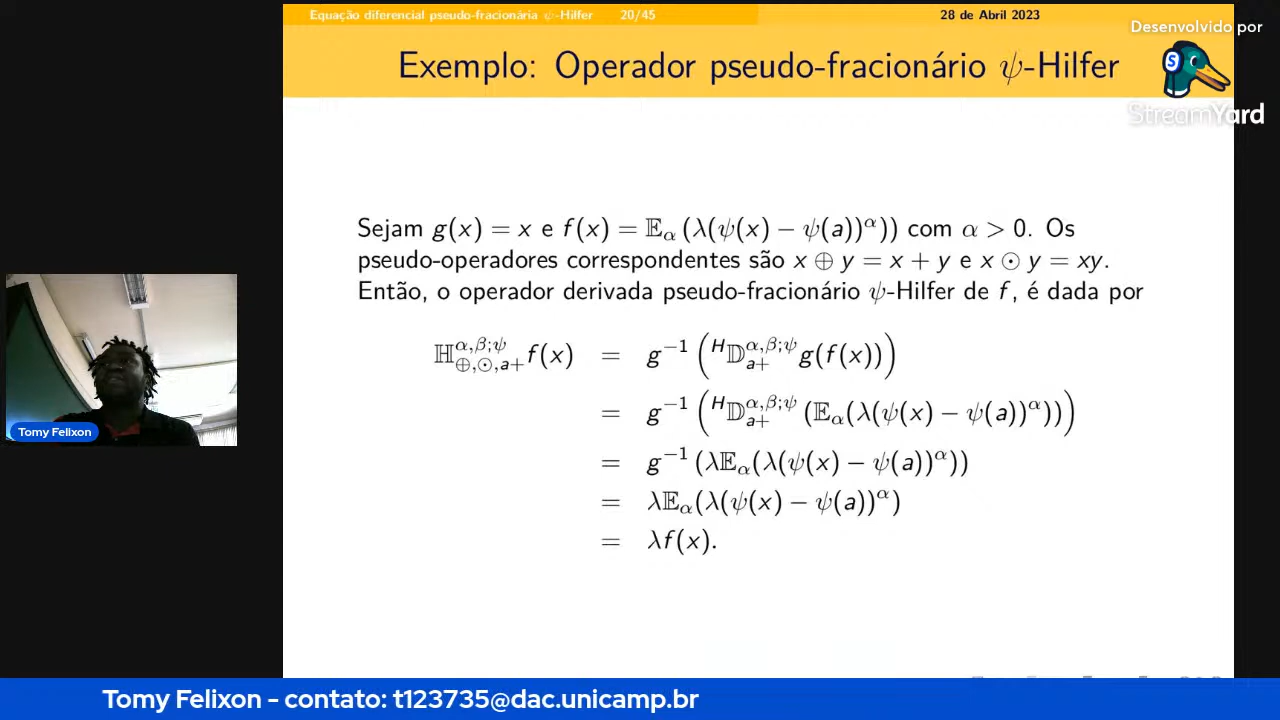 Equação diferencial pseudo-fracionária ψ-Hilfer 20/45 28 de Abril 2023
Desenvolvido por
Exemplo: Operador pseudo-fracionário ψ-Hilfer
S
StreamYard
Sejam g(x) = x e f(x) = 𝔼_α (λ(ψ(x) − ψ(a))^α)) com α > 0. Os
pseudo-operadores correspondentes são x ⊕ y = x + y e x ⊙ y = xy.
Então, o operador derivada pseudo-fracionário ψ-Hilfer de f, é dada por
ℍ^{α,β;ψ}_{⊕,⊙,a+} f(x) = g^{−1} (^H𝔻^{α,β;ψ}_{a+} g(f(x)))
= g^{−1} (^H𝔻^{α,β;ψ}_{a+} (𝔼_α(λ(ψ(x) − ψ(a))^α)))
= g^{−1} (λ𝔼_α(λ(ψ(x) − ψ(a))^α))
= λ𝔼_α(λ(ψ(x) − ψ(a))^α)
= λf(x).
Tomy Felixon
Tomy Felixon - contato: t123735@dac.unicamp.br